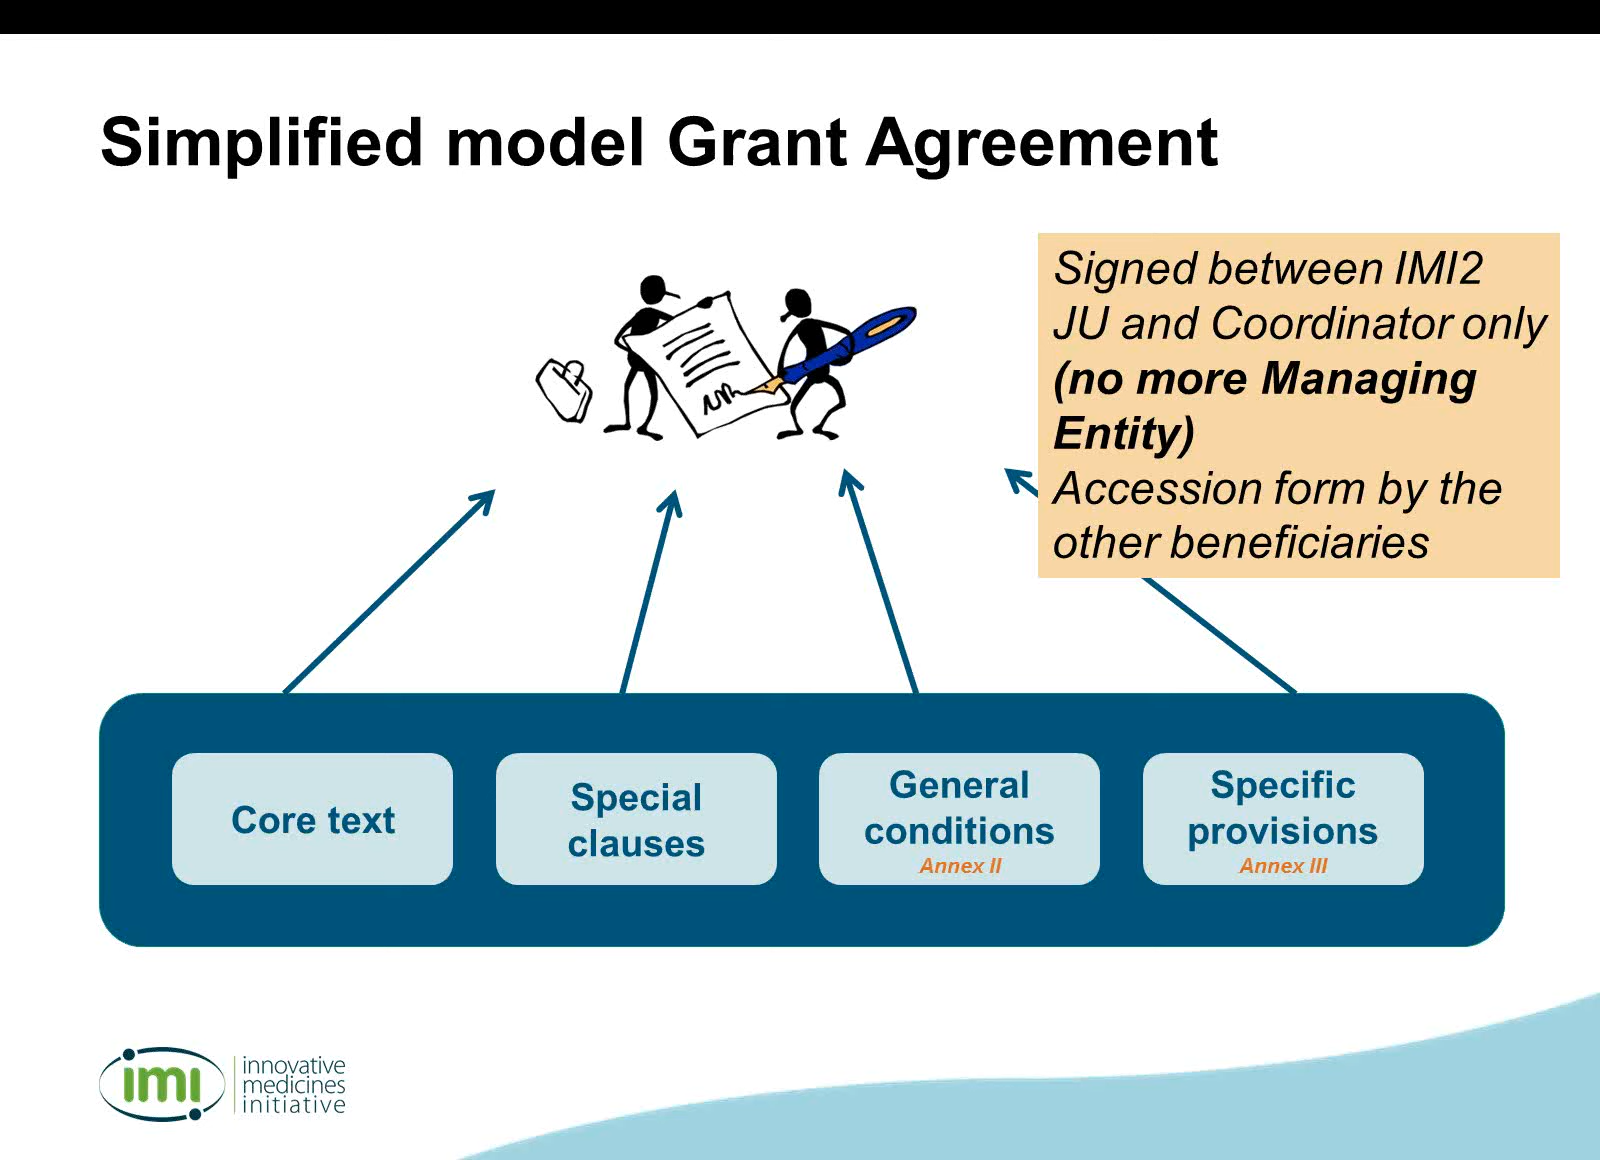 Simplified model Grant Agreement
Signed between IMI2
JU and Coordinator only
(no more Managing
Entity)
Accession form by the
other beneficiaries
Core text
Special
clauses
General
conditions
Annex II
Specific
provisions
Annex III
imi
innovative
medicines
initiative